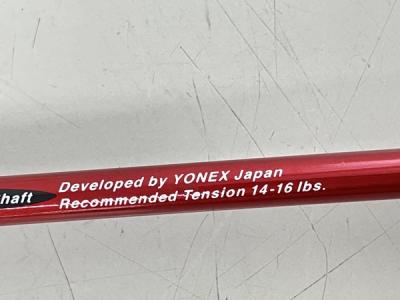 haft
Developed by YONEX Japan
Recommended Tension 14-16 lbs.